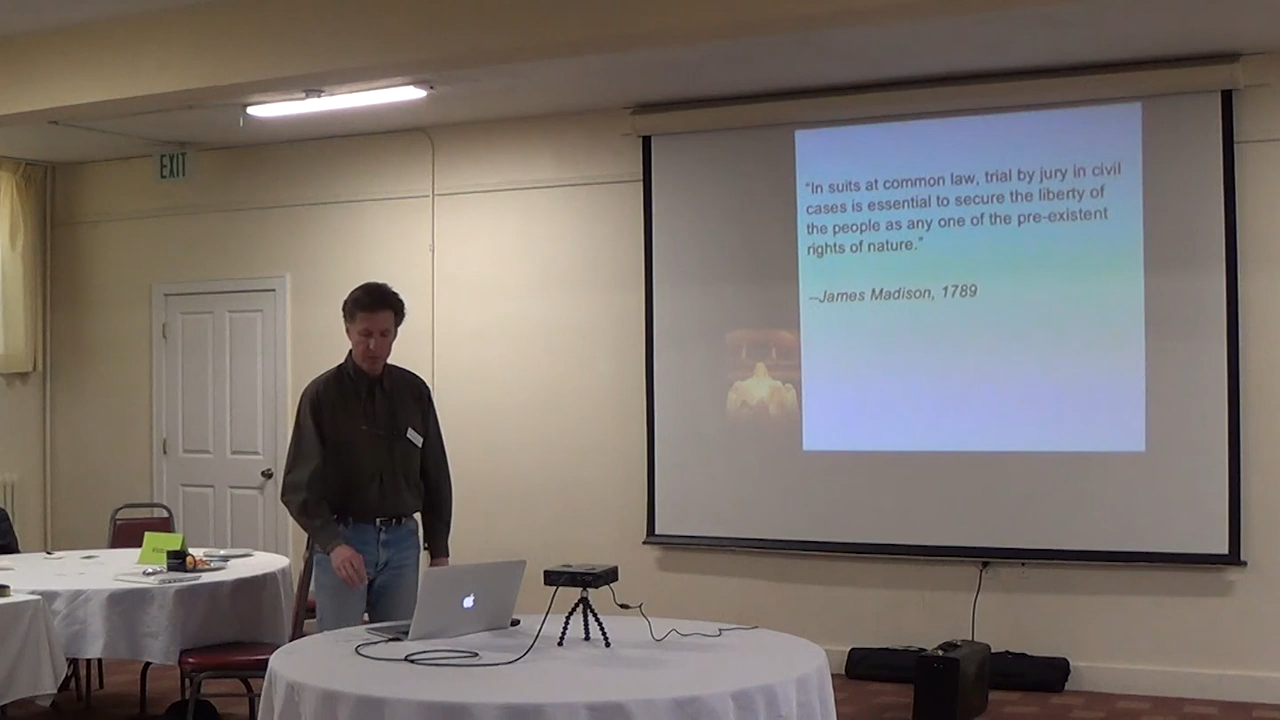 EXIT
“In suits at common law, trial by jury in civil
cases is essential to secure the liberty of
the people as any one of the pre-existent
rights of nature.”
–James Madison, 1789